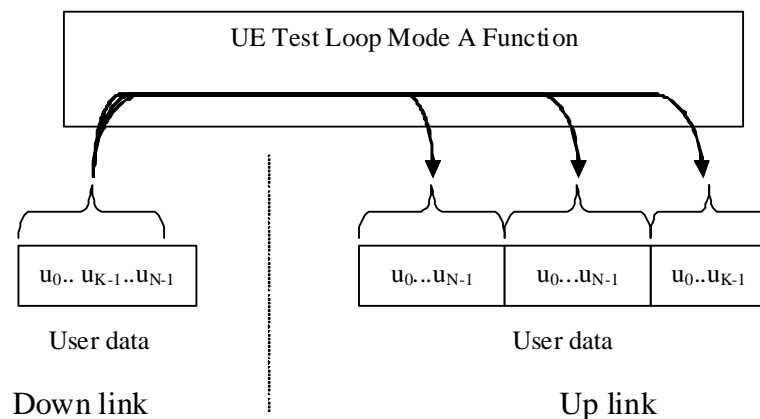 UE Test Loop Mode A Function
u0.. uK-1..uN-1
u0...uN-1
u0...uN-1
u0..uK-1
User data
User data
Down link
Up link